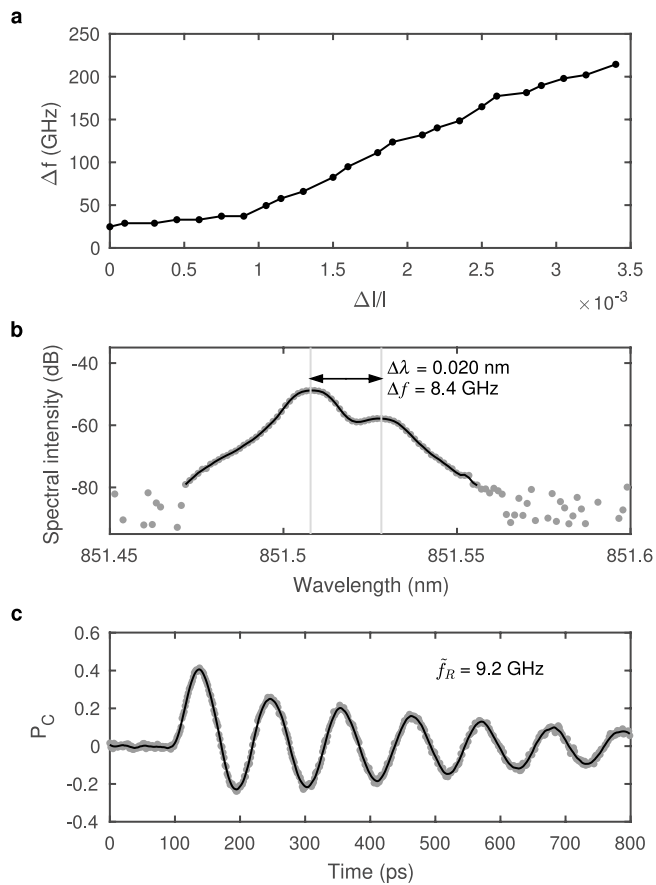 a
250
200
150
100
50
0
Δf (GHz)
0 0.5 1 1.5 2 2.5 3 3.5
Δl/l ×10⁻³
b
-40
-60
-80
Spectral intensity (dB)
Δλ = 0.020 nm
Δf = 8.4 GHz
851.45 851.5 851.55 851.6
Wavelength (nm)
c
0.6
0.4
0.2
0
-0.2
-0.4
P_C
f̃_R = 9.2 GHz
0 100 200 300 400 500 600 700 800
Time (ps)